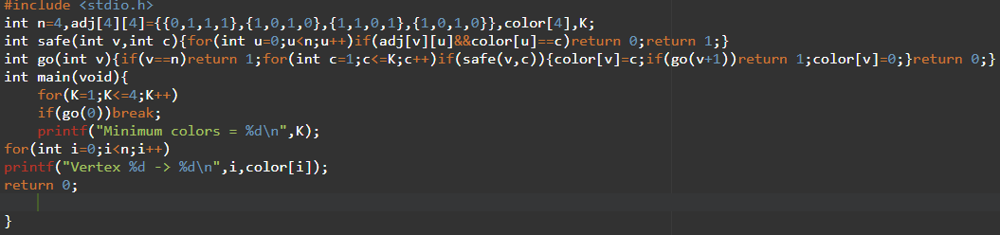 #include <stdio.h>
int n=4,adj[4][4]={{0,1,1,1},{1,0,1,0},{1,1,0,1},{1,0,1,0}},color[4],K;
int safe(int v,int c){for(int u=0;u<n;u++)if(adj[v][u]&&color[u]==c)return 0;return 1;}
int go(int v){if(v==n)return 1;for(int c=1;c<=K;c++)if(safe(v,c)){color[v]=c;if(go(v+1))return 1;color[v]=0;}return 0;}
int main(void){
    for(K=1;K<=4;K++)
    if(go(0))break;
    printf("Minimum colors = %d\n",K);
for(int i=0;i<n;i++)
printf("Vertex %d -> %d\n",i,color[i]);
return 0;
}